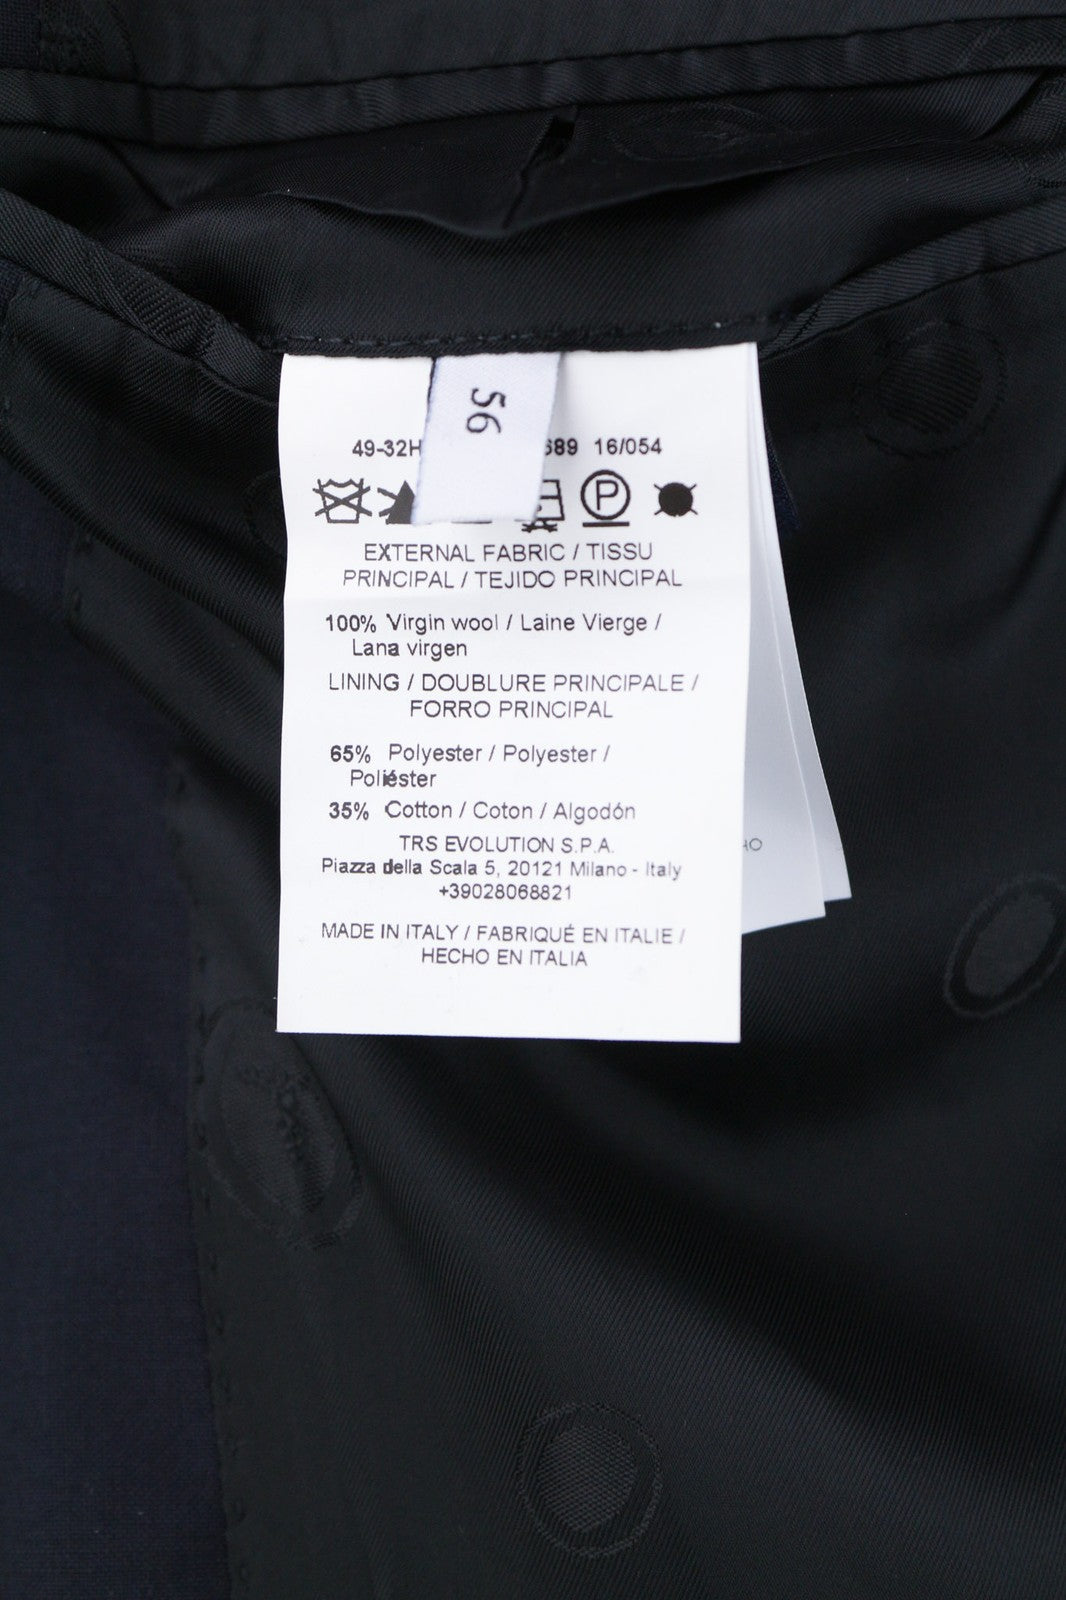 56
49-32H 689 16/054
P
EXTERNAL FABRIC / TISSU
PRINCIPAL / TEJIDO PRINCIPAL
100% Virgin wool / Laine Vierge /
Lana virgen
LINING / DOUBLURE PRINCIPALE /
FORRO PRINCIPAL
65% Polyester / Polyester /
Poliéster
35% Cotton / Coton / Algodón
TRS EVOLUTION S.P.A.
Piazza della Scala 5, 20121 Milano - Italy
+39028068821
MADE IN ITALY / FABRIQUÉ EN ITALIE /
HECHO EN ITALIA